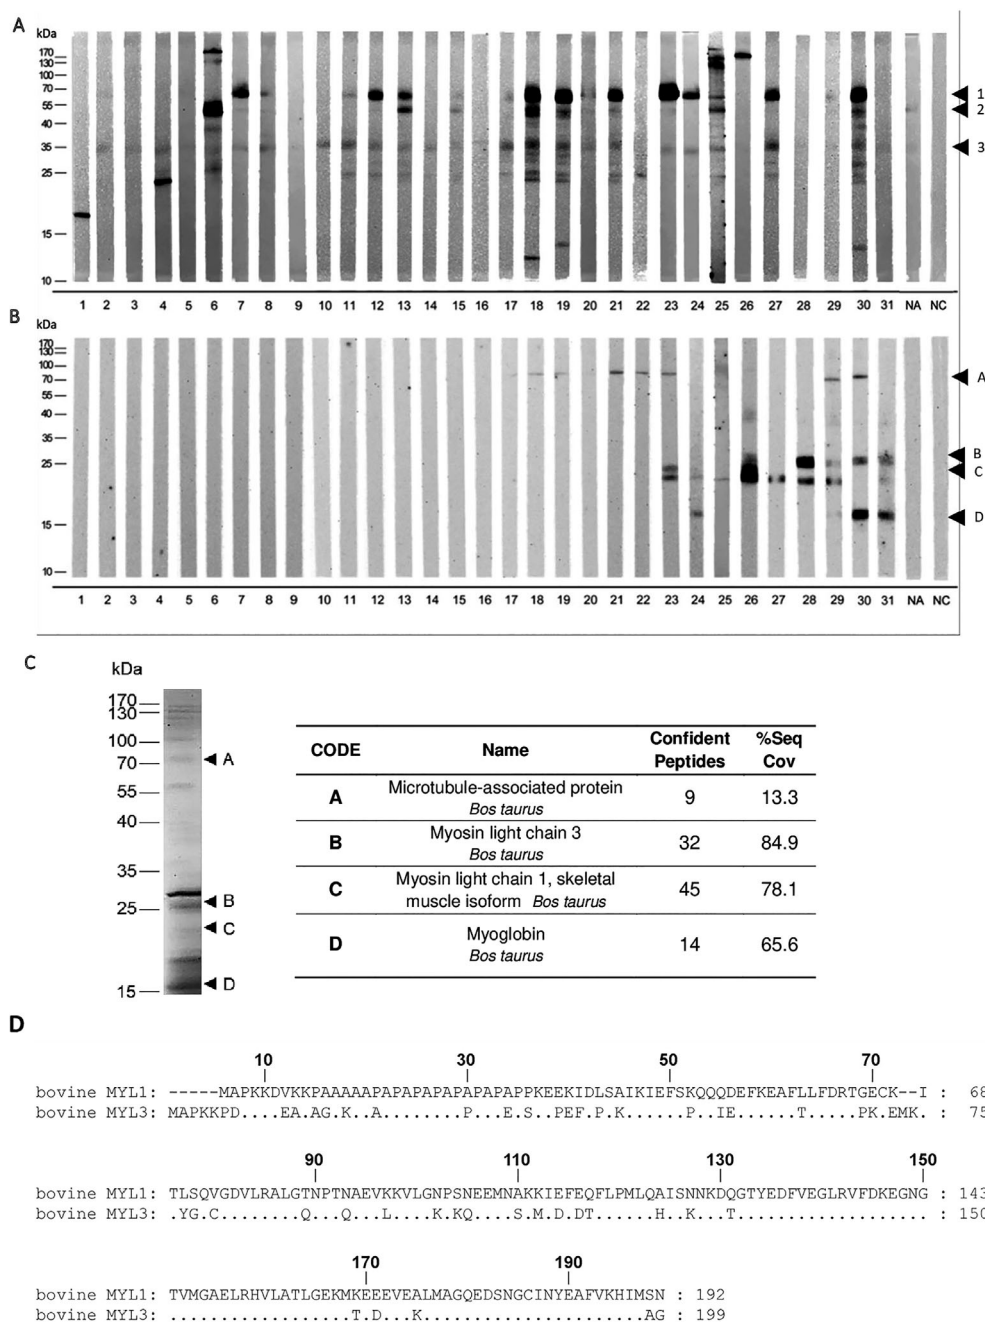 A
kDa
170
130
100
70
55
40
35
25
15
10
1
2
3
1 2 3 4 5 6 7 8 9 10 11 12 13 14 15 16 17 18 19 20 21 22 23 24 25 26 27 28 29 30 31 NA NC
B
kDa
170
130
100
70
55
40
35
25
15
10
A
B
C
D
1 2 3 4 5 6 7 8 9 10 11 12 13 14 15 16 17 18 19 20 21 22 23 24 25 26 27 28 29 30 31 NA NC
C
kDa
170
130
100
70
55
40
35
25
15
A
B
C
D
CODE Name Confident Peptides %Seq Cov
A Microtubule-associated protein Bos taurus 9 13.3
B Myosin light chain 3 Bos taurus 32 84.9
C Myosin light chain 1, skeletal muscle isoform Bos taurus 45 78.1
D Myoglobin Bos taurus 14 65.6
D
10 30 50 70
bovine MYL1: -----MAPKKDVKKPAAAAAPAPAPAPAPAPAPAPPKEEKIDLSAIKIEFSKQQQDEFKEAFLLFDRTGECK--I : 68
bovine MYL3: MAPKKPD....EA.AG.K..A........P...E.S..PEF.P.K......P..IE......T.....PK.EMK. : 75
90 110 130 150
bovine MYL1: TLSQVGDVLRALGTNPTNAEVKKVLGNPSNEEMNAKKIEFEQFLPMLQAISNNKDQGTYEDFVEGLRVFDKEGNG : 143
bovine MYL3: .YG.C........Q...Q...L....K.KQ....S.M.D.DT......H..K...T................... : 150
170 190
bovine MYL1: TVMGAELRHVLATLGEKMKEEEVEALMAGQEDSNGCINYEAFVKHIMSN : 192
bovine MYL3: ..................T.D...K......................AG : 199